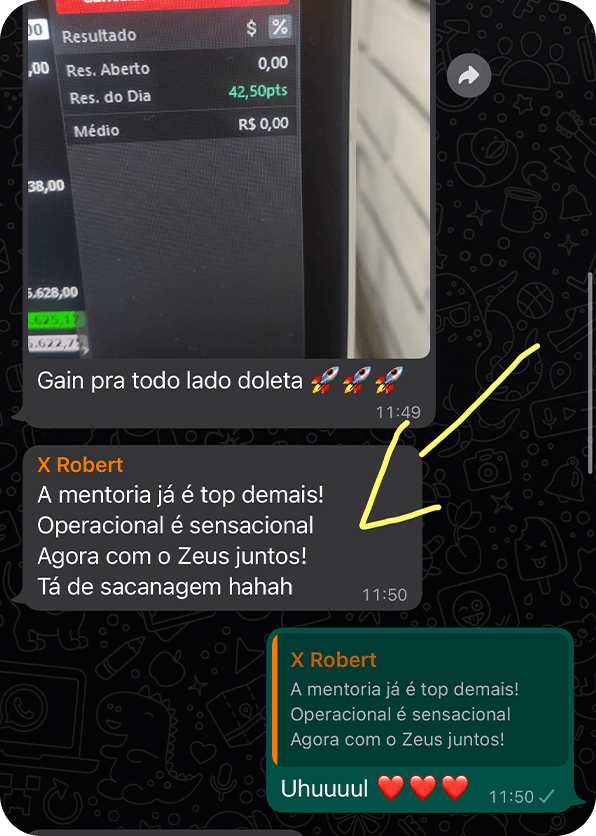 00
Resultado $ %
,00
Res. Aberto 0,00
Res. do Dia 42,50pts
Médio R$ 0,00
38,00
5.628,00
.625,17
5.622,75
Gain pra todo lado doleta 🚀🚀🚀
11:49
X Robert
A mentoria já é top demais!
Operacional é sensacional
Agora com o Zeus juntos!
Tá de sacanagem hahah
11:50
X Robert
A mentoria já é top demais!
Operacional é sensacional
Agora com o Zeus juntos!
Uhuuuul ❤️❤️❤️
11:50